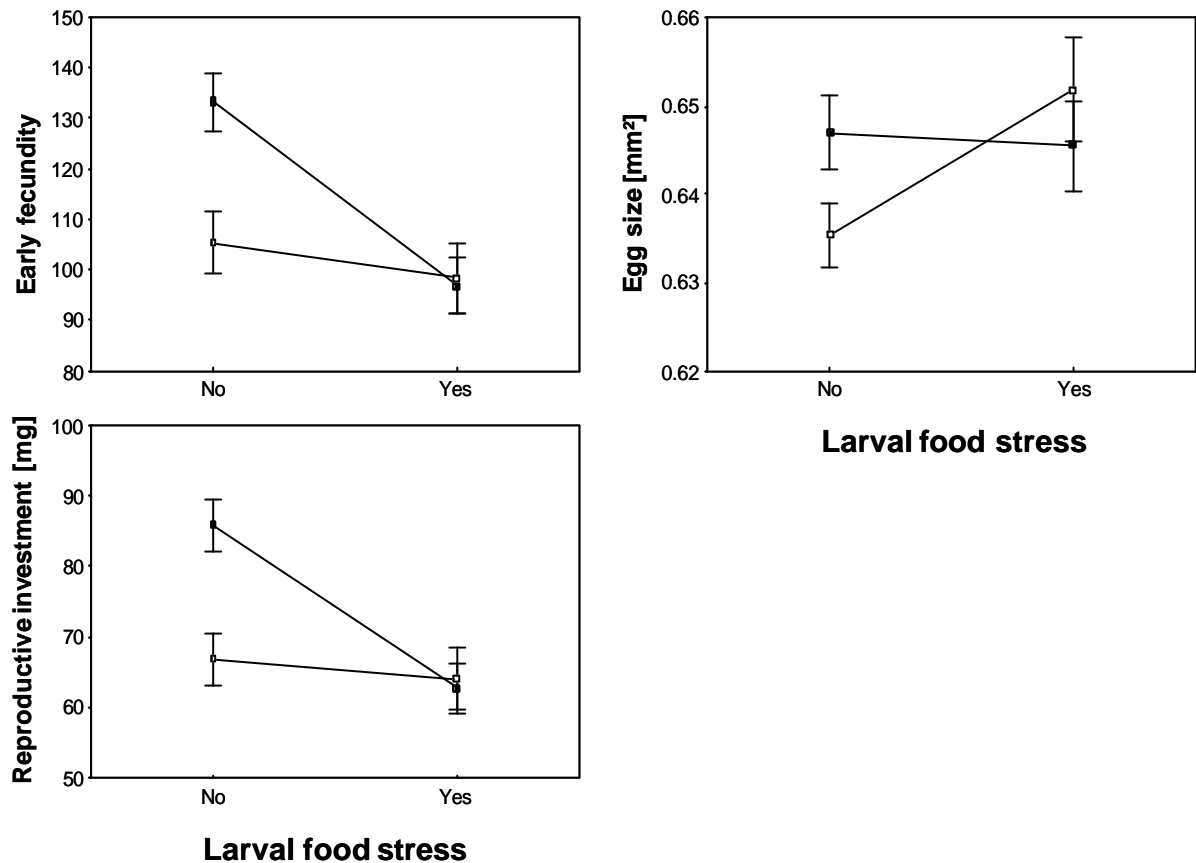 Early fecundity
150
140
130
120
110
100
90
80
No Yes
Egg size [mm²]
0.66
0.65
0.64
0.63
0.62
No Yes
Larval food stress
Reproductive investment [mg]
100
90
80
70
60
50
No Yes
Larval food stress